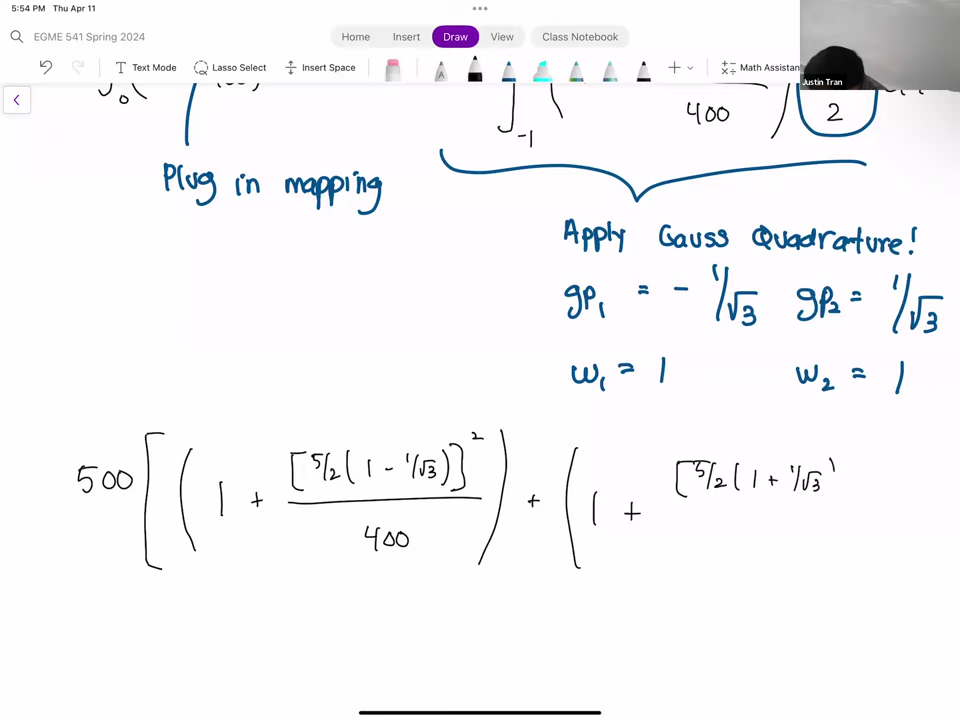 5:54 PM Thu Apr 11
EGME 541 Spring 2024
Home Insert Draw View Class Notebook
Text Mode Lasso Select Insert Space Math Assistan
Justin Tran
∫₀(
∫₋₁ ( 400 ) 2
Plug in mapping
Apply Gauss Quadrature!
gp₁ = - 1/√3 gp₂ = 1/√3
w₁ = 1 w₂ = 1
500 [ ( 1 + [5/2 ( 1 - 1/√3 )]² / 400 ) + ( 1 + [5/2 ( 1 + 1/√3 )